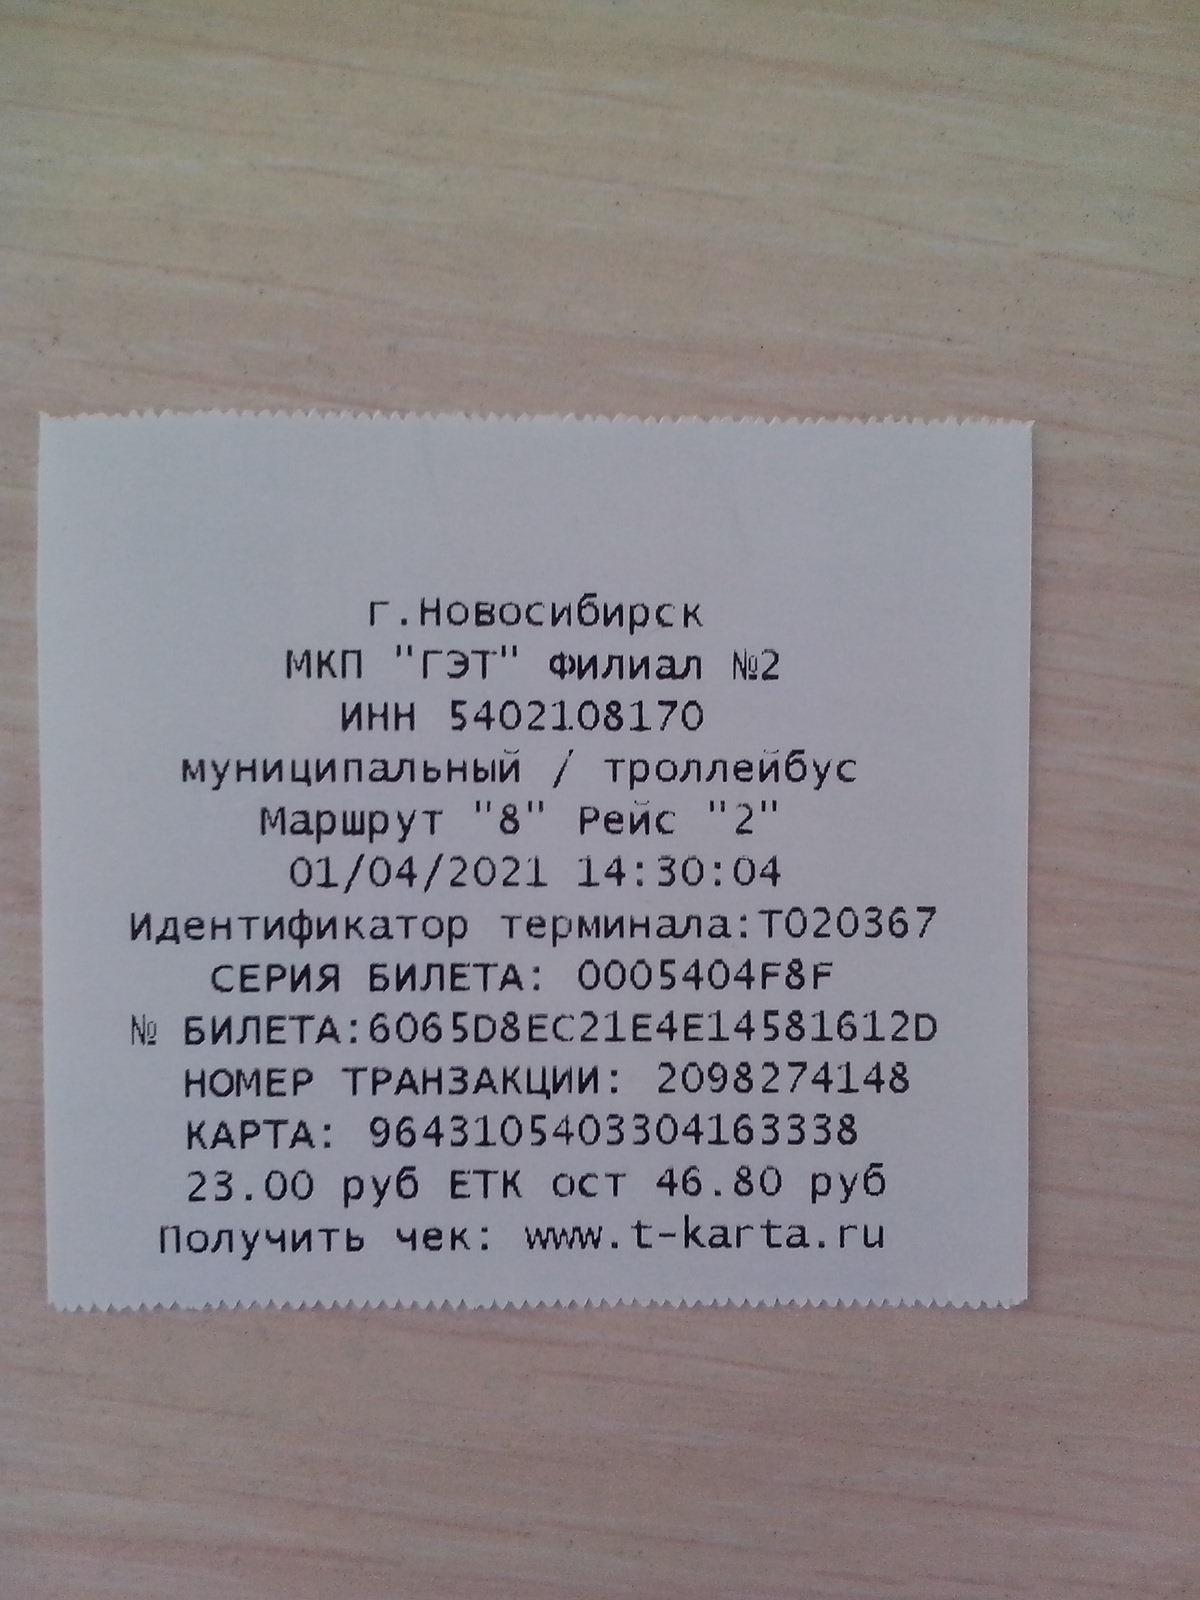 г.Новосибирск
МКП "ГЭТ" Филиал №2
ИНН 5402108170
муниципальный / троллейбус
Маршрут "8" Рейс "2"
01/04/2021 14:30:04
Идентификатор терминала:Т020367
СЕРИЯ БИЛЕТА: 0005404F8F
№ БИЛЕТА:6065D8EC21E4E14581612D
НОМЕР ТРАНЗАКЦИИ: 2098274148
КАРТА: 9643105403304163338
23.00 руб ЕТК ост 46.80 руб
Получить чек: www.t-karta.ru